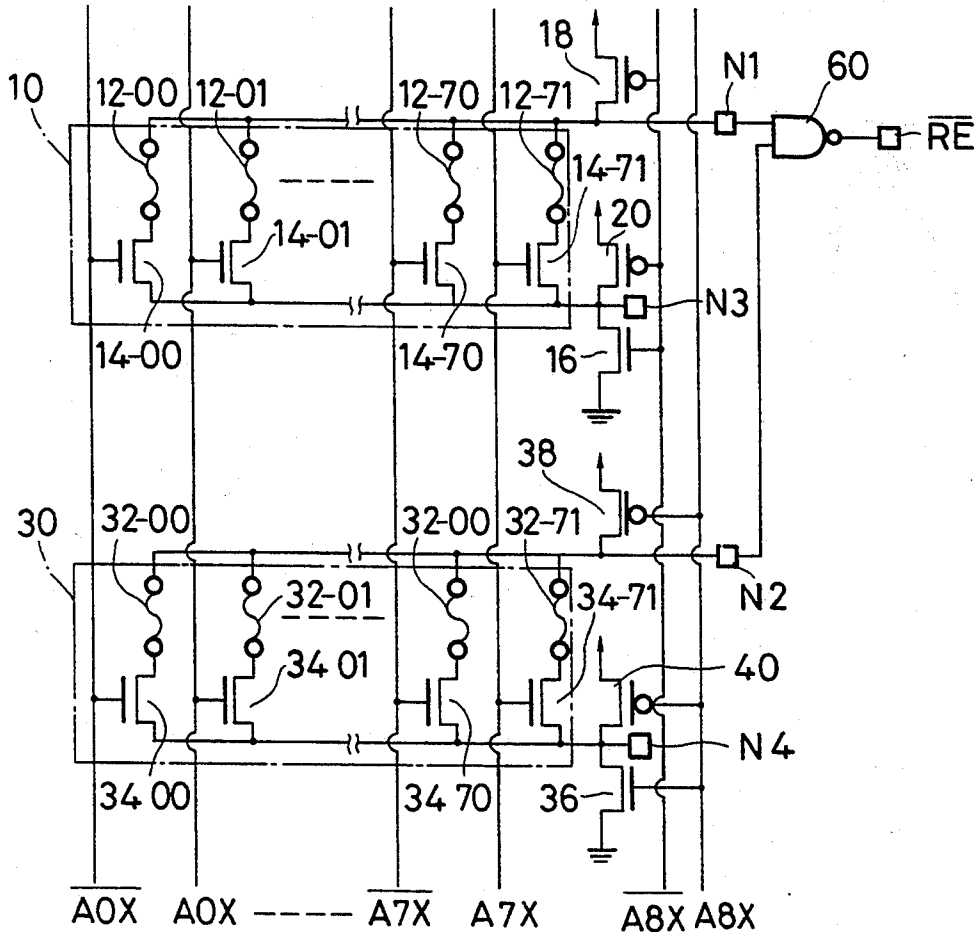 18
10 12-00 12-01 12-70 12-71 N1 60
RE
14-71
14-01 20
N3
14-00 14-70 16
38
30 32-00 32-00 32-71
N2
32-01 34-71
34 01 40
N4
34 00 34 70 36
A0X A0X ---- A7X A7X A8X A8X